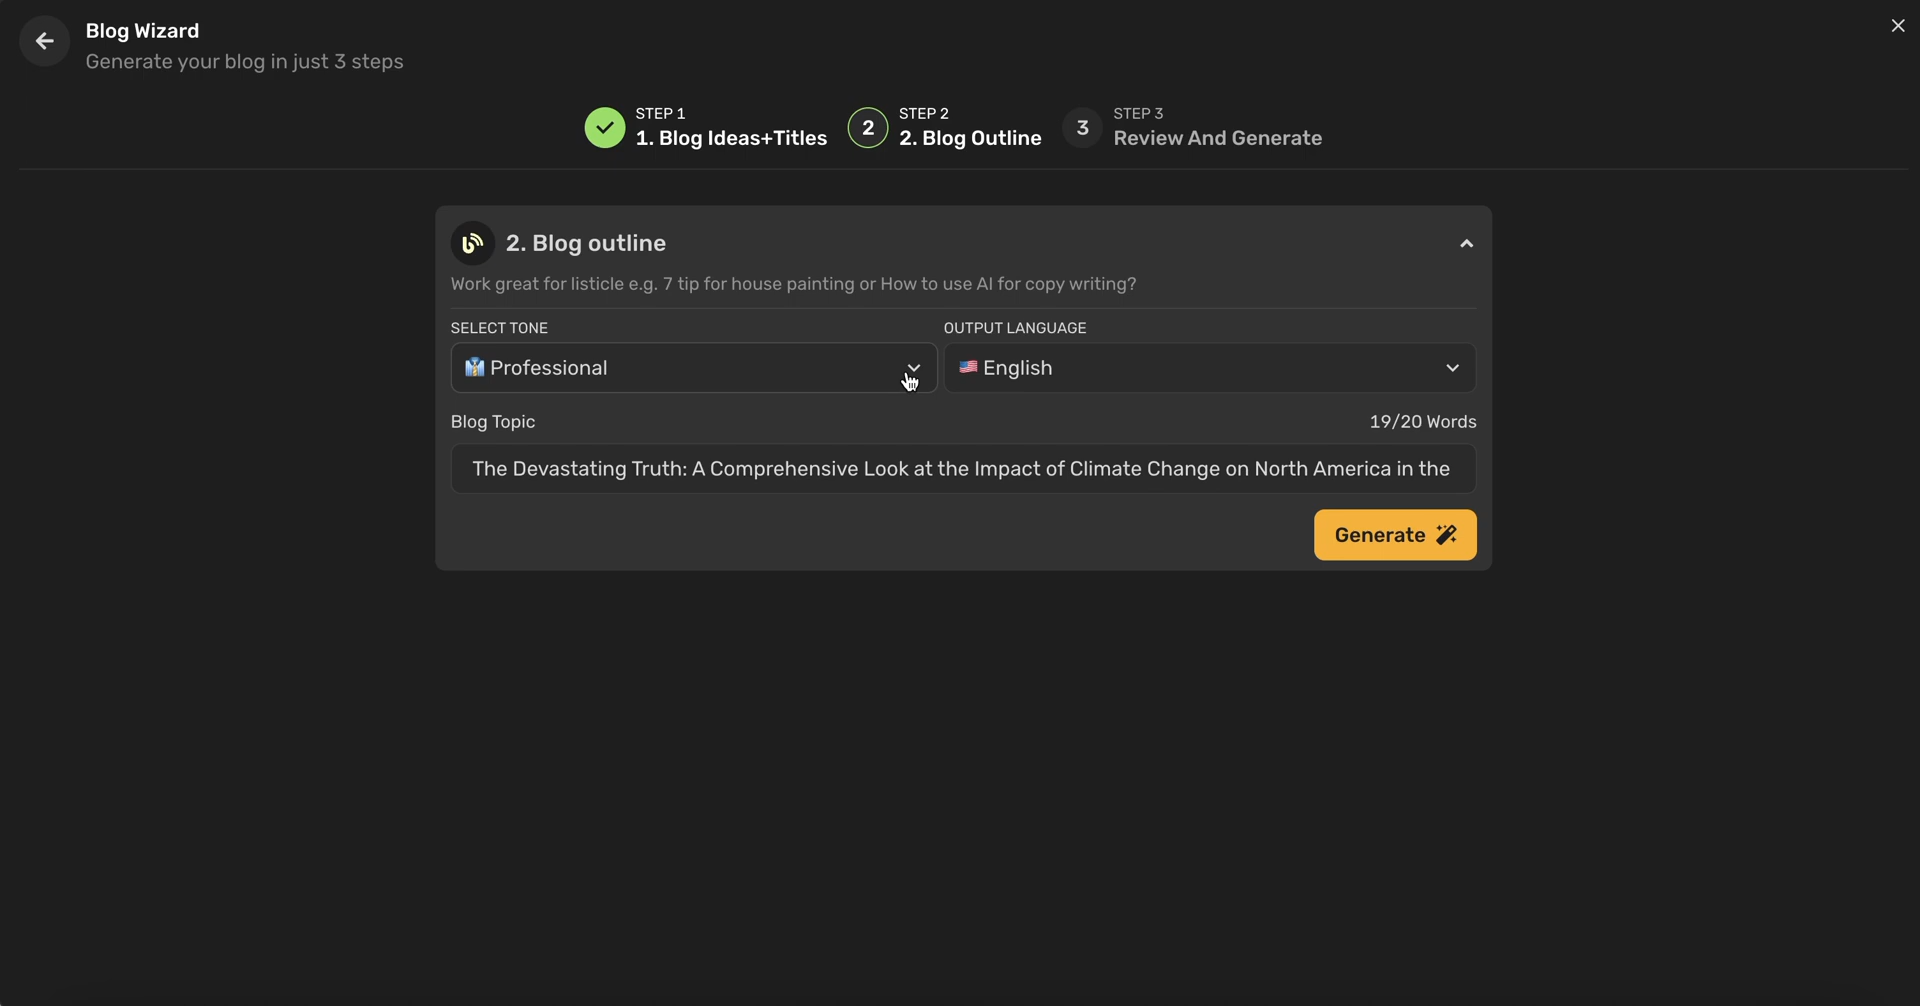 Blog Wizard
Generate your blog in just 3 steps
STEP 1
1. Blog Ideas+Titles
2
STEP 2
2. Blog Outline
3
STEP 3
Review And Generate
2. Blog outline
Work great for listicle e.g. 7 tip for house painting or How to use AI for copy writing?
SELECT TONE
OUTPUT LANGUAGE
Professional
English
Blog Topic
19/20 Words
The Devastating Truth: A Comprehensive Look at the Impact of Climate Change on North America in the
Generate